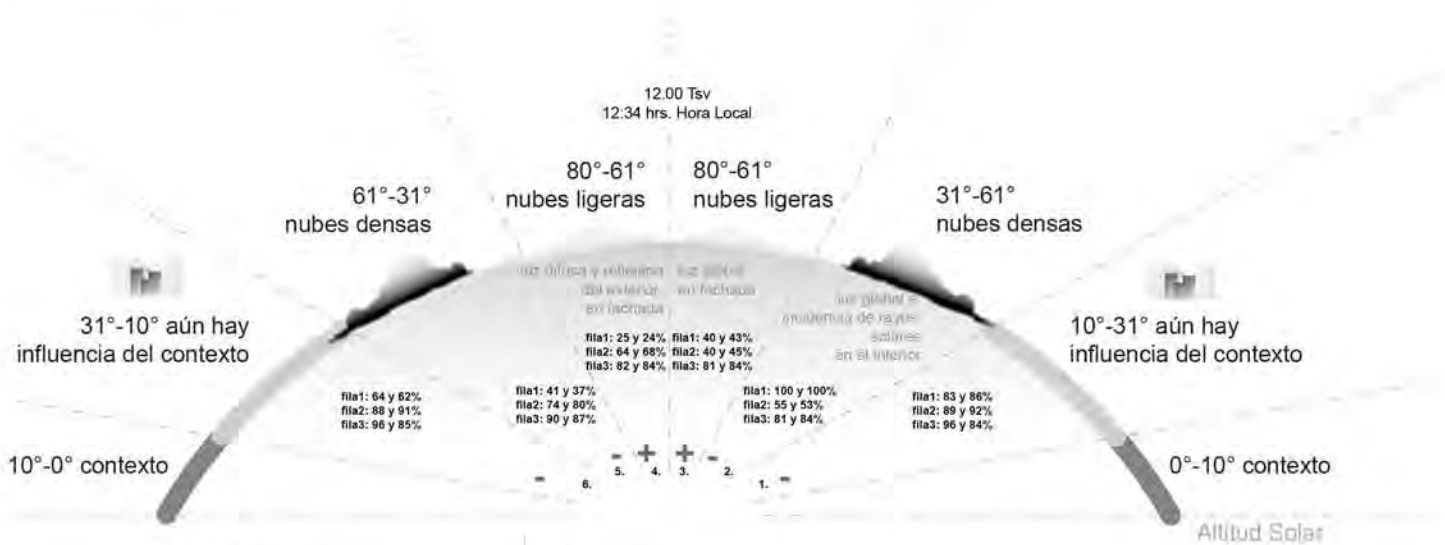 12.00 Tsv
12:34 hrs. Hora Local
80°-61°
nubes ligeras
80°-61°
nubes ligeras
61°-31°
nubes densas
31°-61°
nubes densas
31°-10° aún hay
influencia del contexto
10°-31° aún hay
influencia del contexto
10°-0° contexto
0°-10° contexto
luz difusa y reflejada
del exterior
en fachada
luz global
en fachada
luz global e
incidencia de rayos
solares
en el interior
fila1: 25 y 24%
fila2: 64 y 68%
fila3: 82 y 84%
fila1: 40 y 43%
fila2: 40 y 45%
fila3: 81 y 84%
fila1: 64 y 62%
fila2: 88 y 91%
fila3: 96 y 85%
fila1: 41 y 37%
fila2: 74 y 80%
fila3: 90 y 87%
fila1: 100 y 100%
fila2: 55 y 53%
fila3: 81 y 84%
fila1: 83 y 86%
fila2: 89 y 92%
fila3: 96 y 84%
- 6.
- 5.
+ 4.
+ 3.
- 2.
1. -
Altitud Solar